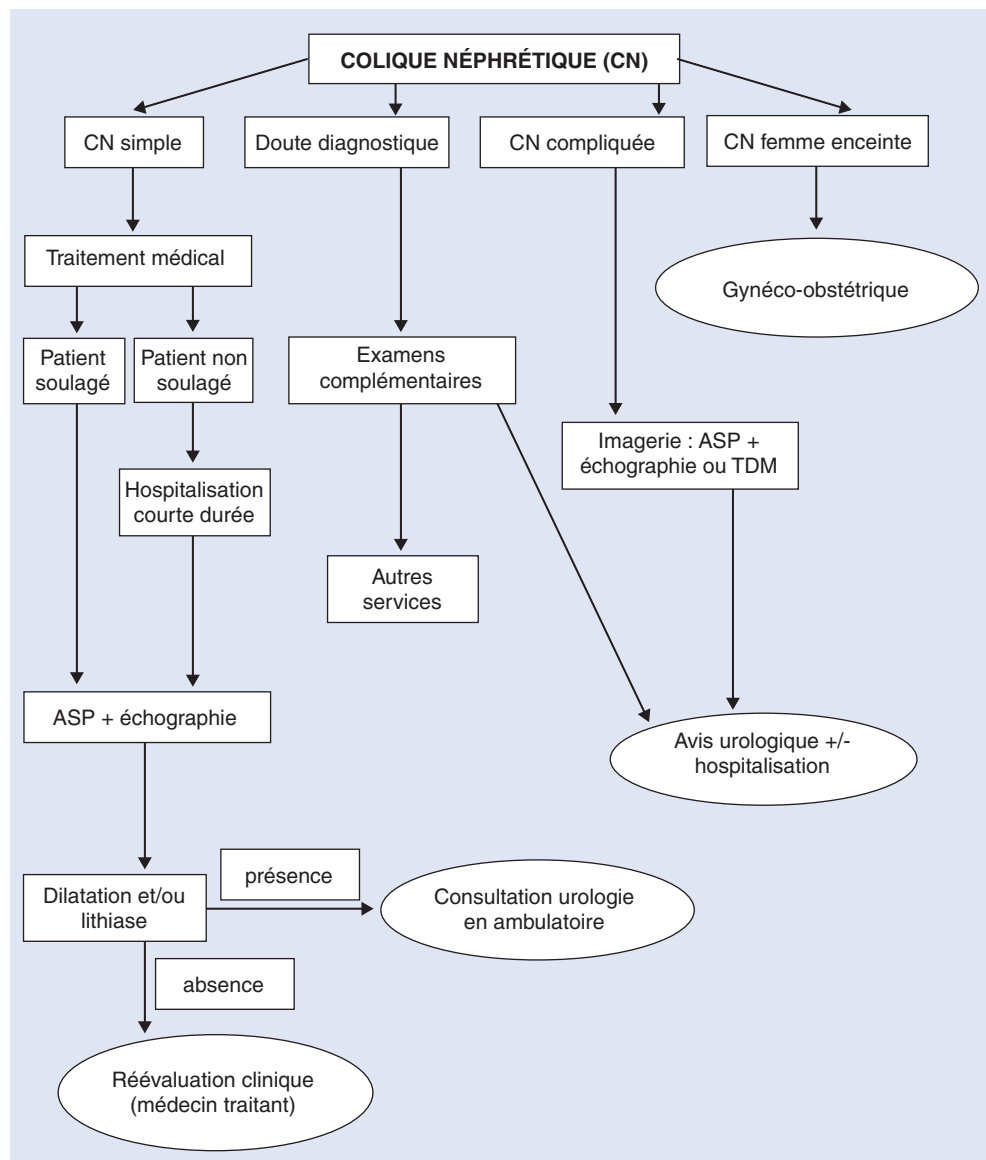 COLIQUE NÉPHRÉTIQUE (CN)
CN simple
Doute diagnostique
CN compliquée
CN femme enceinte
Traitement médical
Gynéco-obstétrique
Patient
soulagé
Patient non
soulagé
Examens
complémentaires
Imagerie : ASP +
échographie ou TDM
Hospitalisation
courte durée
Autres
services
ASP + échographie
Avis urologique +/-
hospitalisation
Dilatation et/ou
lithiase
présence
Consultation urologie
en ambulatoire
absence
Réévaluation clinique
(médecin traitant)